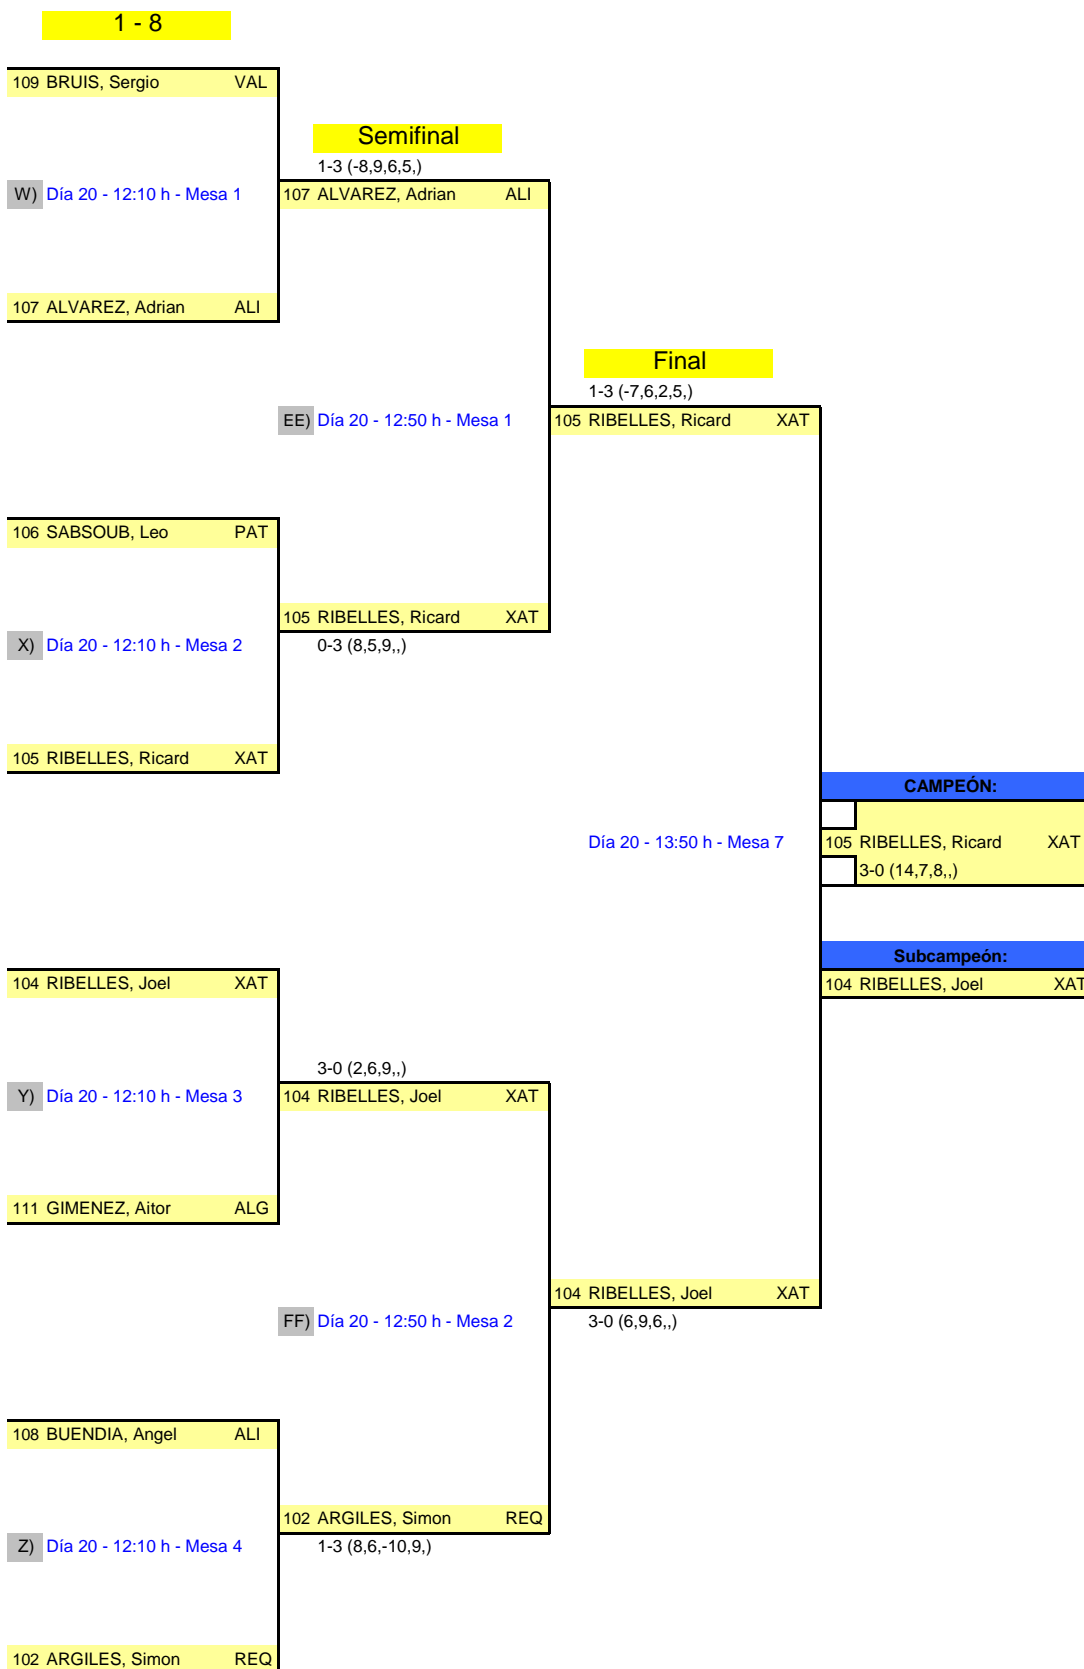 1 - 8
109 BRUIS, Sergio VAL
Semifinal
1-3 (-8,9,6,5,)
W) Día 20 - 12:10 h - Mesa 1
107 ALVAREZ, Adrian ALI
107 ALVAREZ, Adrian ALI
Final
1-3 (-7,6,2,5,)
EE) Día 20 - 12:50 h - Mesa 1
105 RIBELLES, Ricard XAT
106 SABSOUB, Leo PAT
105 RIBELLES, Ricard XAT
X) Día 20 - 12:10 h - Mesa 2
0-3 (8,5,9,,)
105 RIBELLES, Ricard XAT
CAMPEÓN:
Día 20 - 13:50 h - Mesa 7
105 RIBELLES, Ricard XAT
3-0 (14,7,8,,)
Subcampeón:
104 RIBELLES, Joel XAT
104 RIBELLES, Joel XAT
3-0 (2,6,9,,)
Y) Día 20 - 12:10 h - Mesa 3
104 RIBELLES, Joel XAT
111 GIMENEZ, Aitor ALG
104 RIBELLES, Joel XAT
FF) Día 20 - 12:50 h - Mesa 2
3-0 (6,9,6,,)
108 BUENDIA, Angel ALI
102 ARGILES, Simon REQ
Z) Día 20 - 12:10 h - Mesa 4
1-3 (8,6,-10,9,)
102 ARGILES, Simon REQ